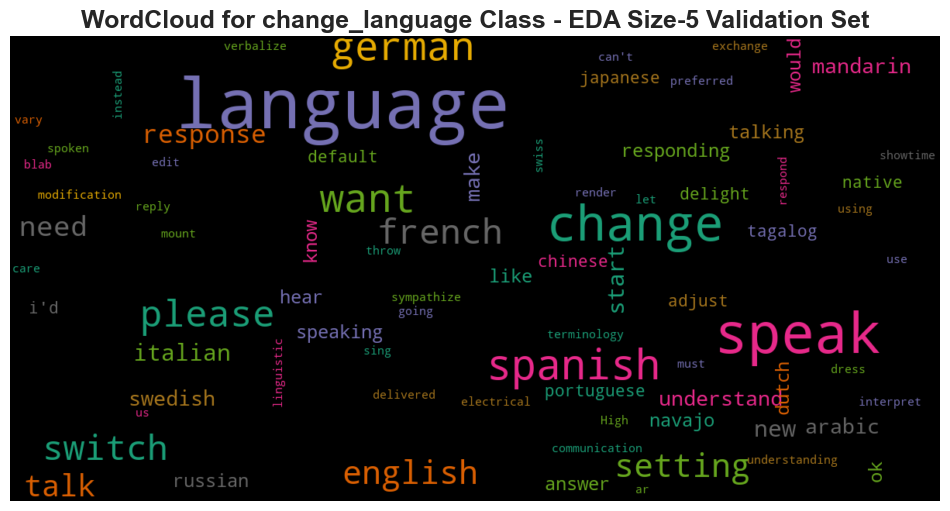 WordCloud for change_language Class - EDA Size-5 Validation Set
verbalize
german
can't
exchange
would
mandarin
japanese
preferred
instead
language
vary
response
talking
spoken
blab
edit
default
make
swiss
responding
respond
showtime
modification
reply
want
render
let
delight
native
using
need
mount
know
french
throw
change
tagalog
care
chinese
use
i'd
hear
like
start
adjust
please
sympathize
going
speaking
italian
sing
terminology
speak
linguistic
spanish
must
dress
swedish
us
delivered
electrical
portuguese
understand
dutch
interpret
High
navajo
new
arabic
switch
communication
understanding
talk
russian
english
answer
setting
ar
ok